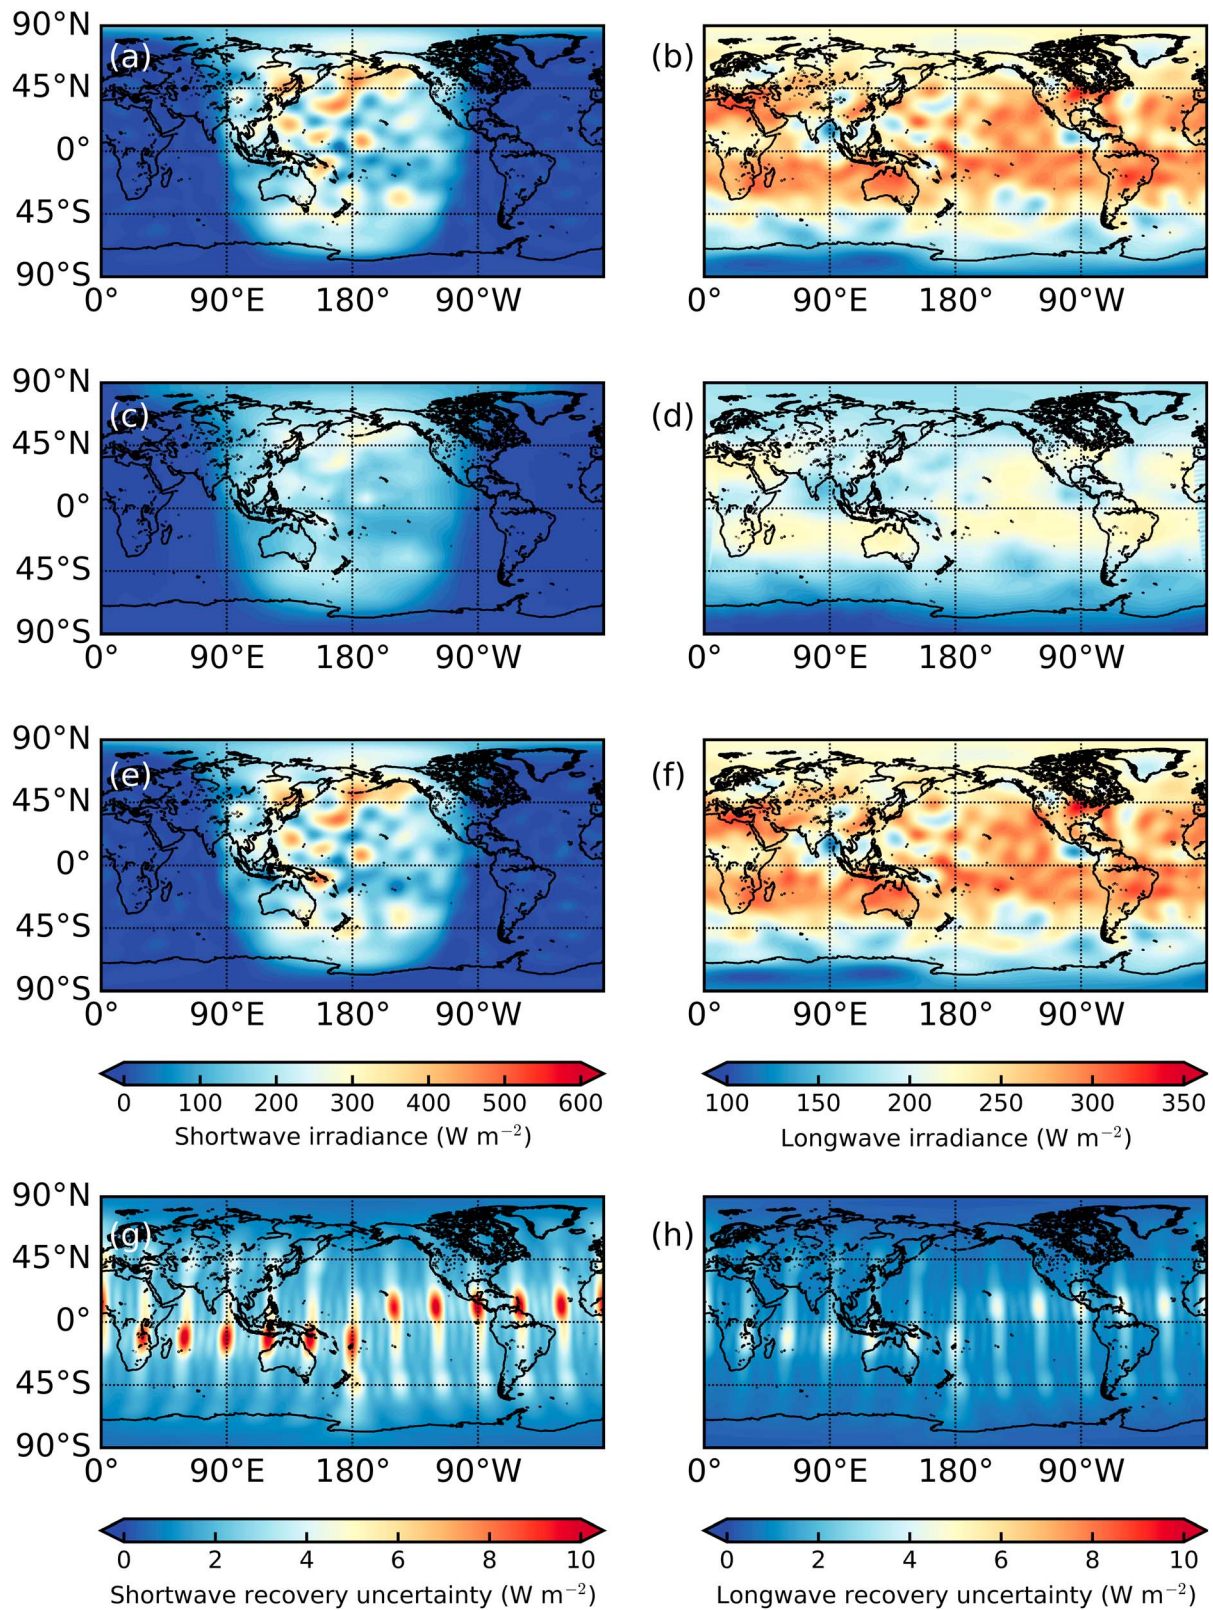 (a) (b)
90°N
45°N
0°
45°S
90°S
0° 90°E 180° 90°W 0° 90°E 180° 90°W
(c) (d)
90°N
45°N
0°
45°S
90°S
0° 90°E 180° 90°W 0° 90°E 180° 90°W
(e) (f)
90°N
45°N
0°
45°S
90°S
0° 90°E 180° 90°W 0° 90°E 180° 90°W
0 100 200 300 400 500 600 100 150 200 250 300 350
Shortwave irradiance (W m⁻²) Longwave irradiance (W m⁻²)
(g) (h)
90°N
45°N
0°
45°S
90°S
0° 90°E 180° 90°W 0° 90°E 180° 90°W
0 2 4 6 8 10 0 2 4 6 8 10
Shortwave recovery uncertainty (W m⁻²) Longwave recovery uncertainty (W m⁻²)